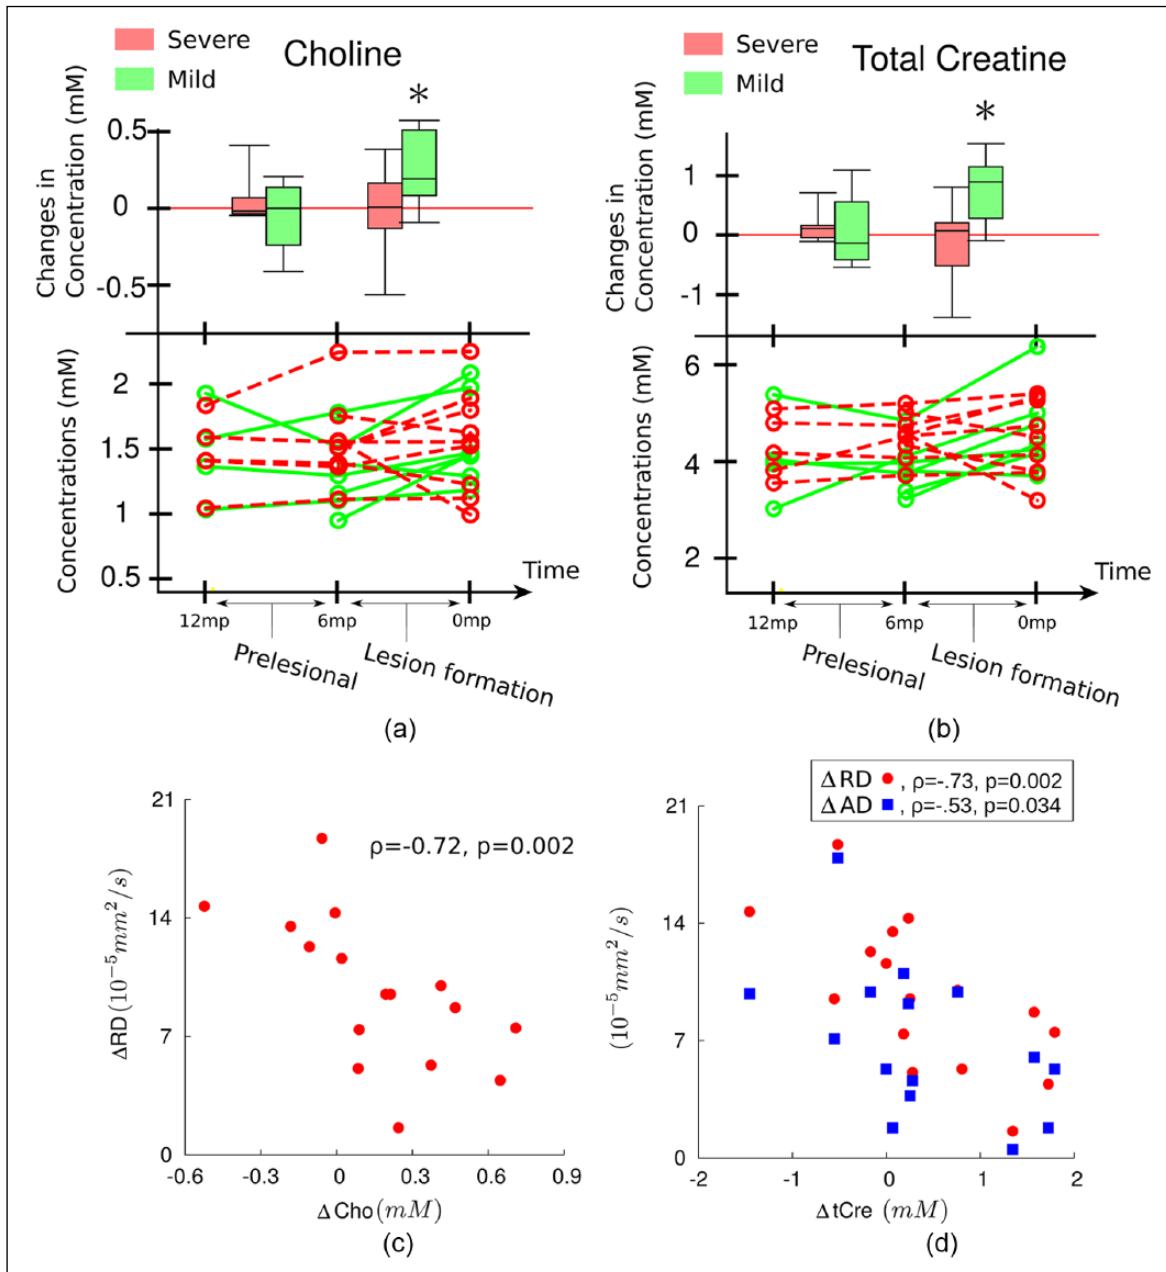 Severe
Mild
Choline
*
Changes in
Concentration (mM)
0.5
0
-0.5
Concentrations (mM)
2
1.5
1
0.5
Time
12mp
6mp
0mp
Prelesional
Lesion formation
(a)
Severe
Mild
Total Creatine
*
Changes in
Concentration (mM)
1
0
-1
Concentrations (mM)
6
4
2
Time
12mp
6mp
0mp
Prelesional
Lesion formation
(b)
21
14
7
0
ΔRD (10⁻⁵mm²/s)
ρ=-0.72, p=0.002
-0.6
-0.3
0
0.3
0.6
0.9
ΔCho (mM)
(c)
ΔRD , ρ=-.73, p=0.002
ΔAD , ρ=-.53, p=0.034
21
14
7
0
(10⁻⁵mm²/s)
-2
-1
0
1
2
ΔtCre (mM)
(d)